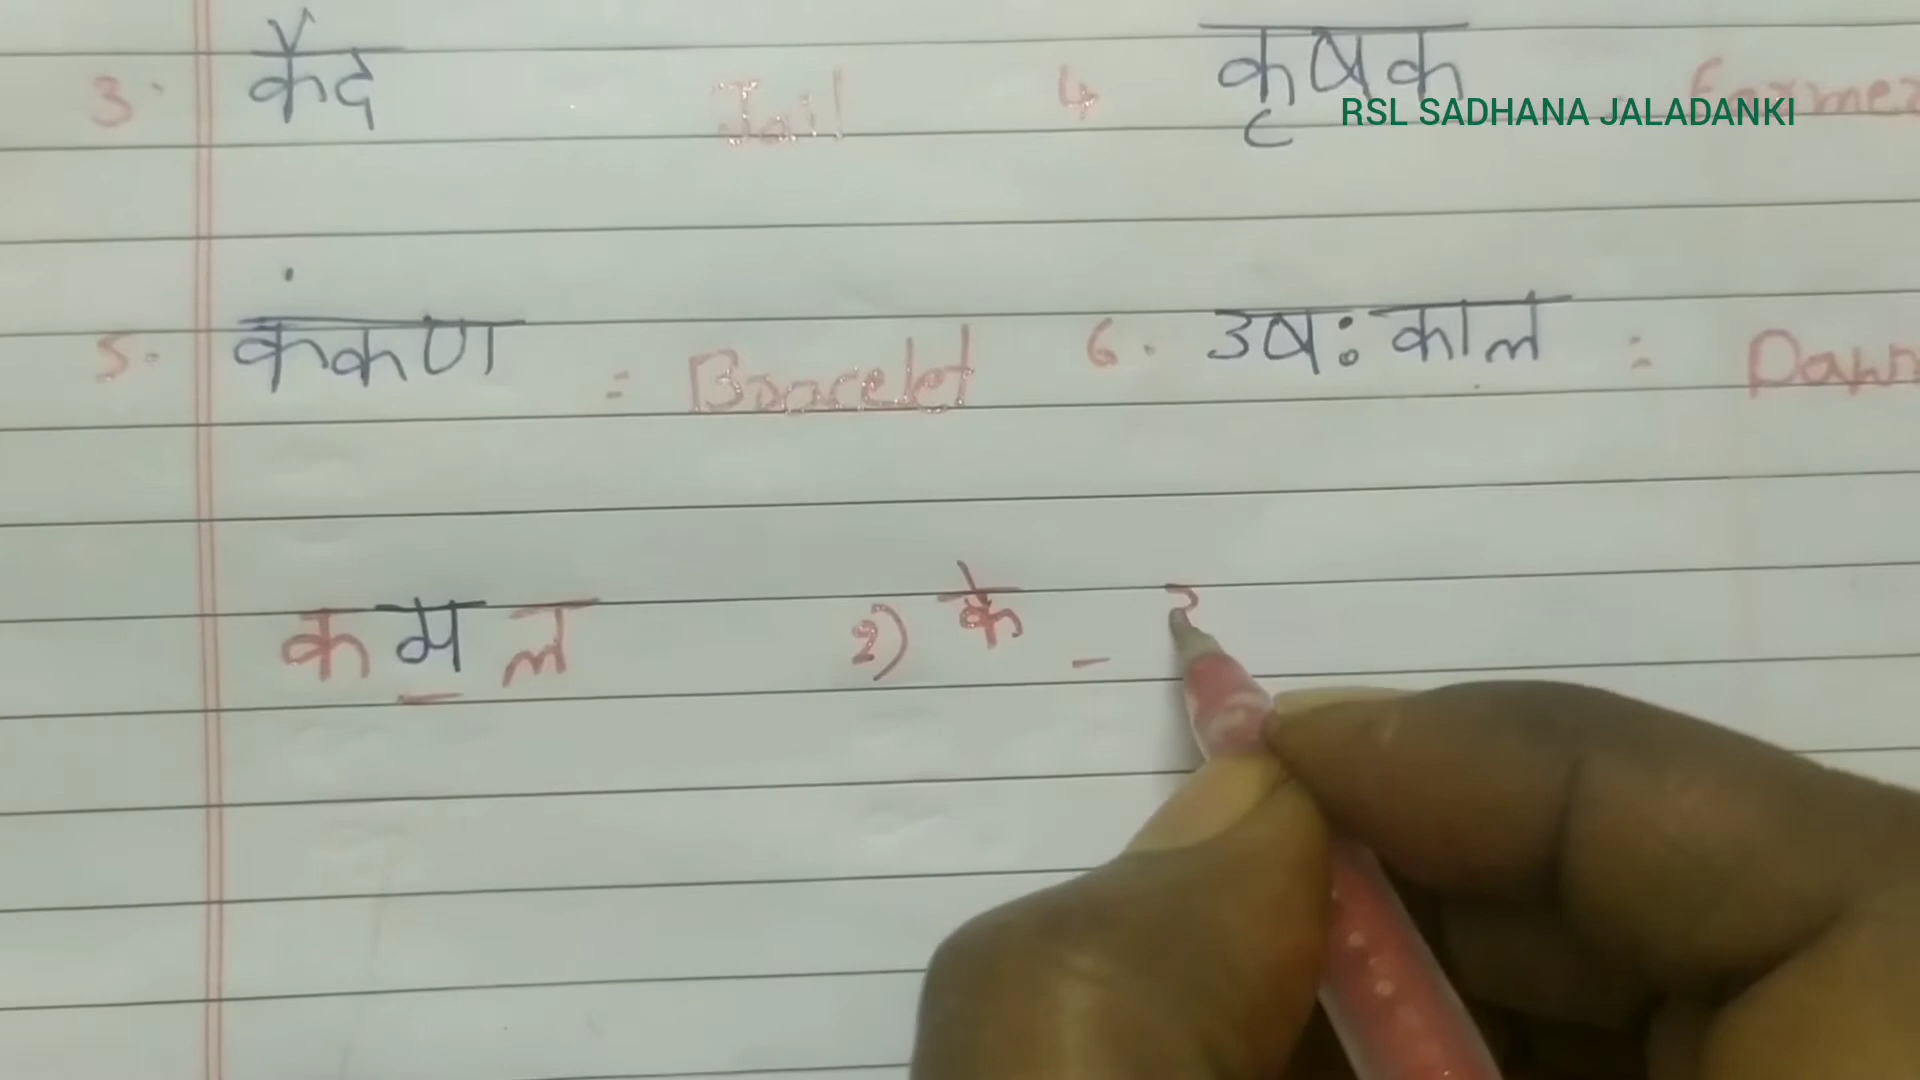 3. कैद Jail 4 कृषक : Farmer
RSL SADHANA JALADANKI
5. कंकण = Bracelet 6. उष:काल : Dawn
कमल 2) के _ र